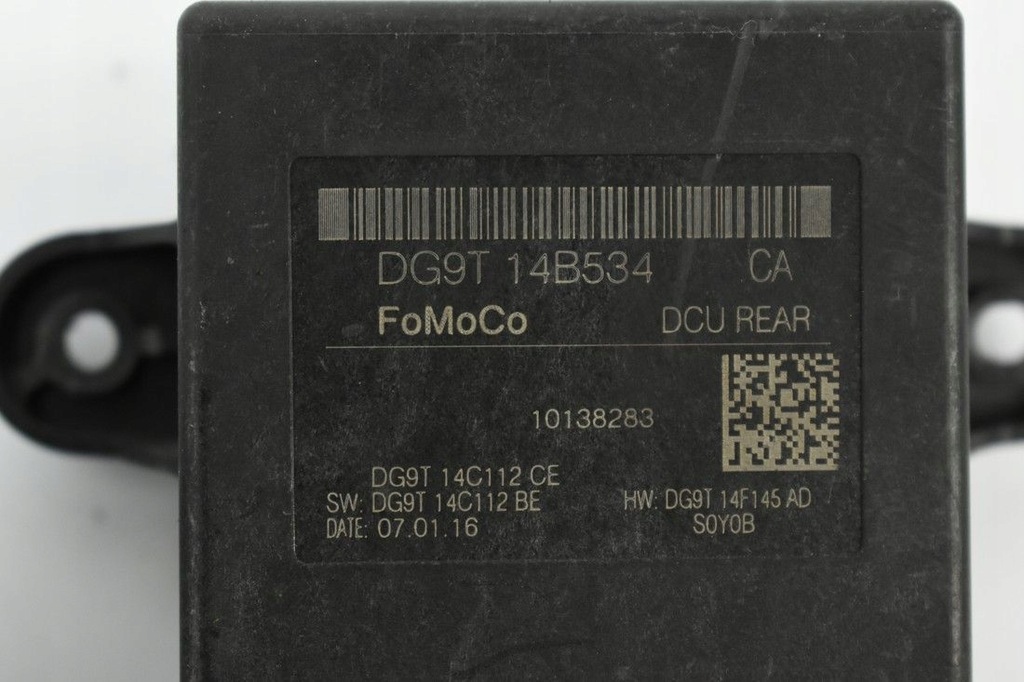 DG9T 14B534 CA
FoMoCo DCU REAR
10138283
DG9T 14C112 CE
SW: DG9T 14C112 BE HW: DG9T 14F145 AD
DATE: 07.01.16 S0Y0B